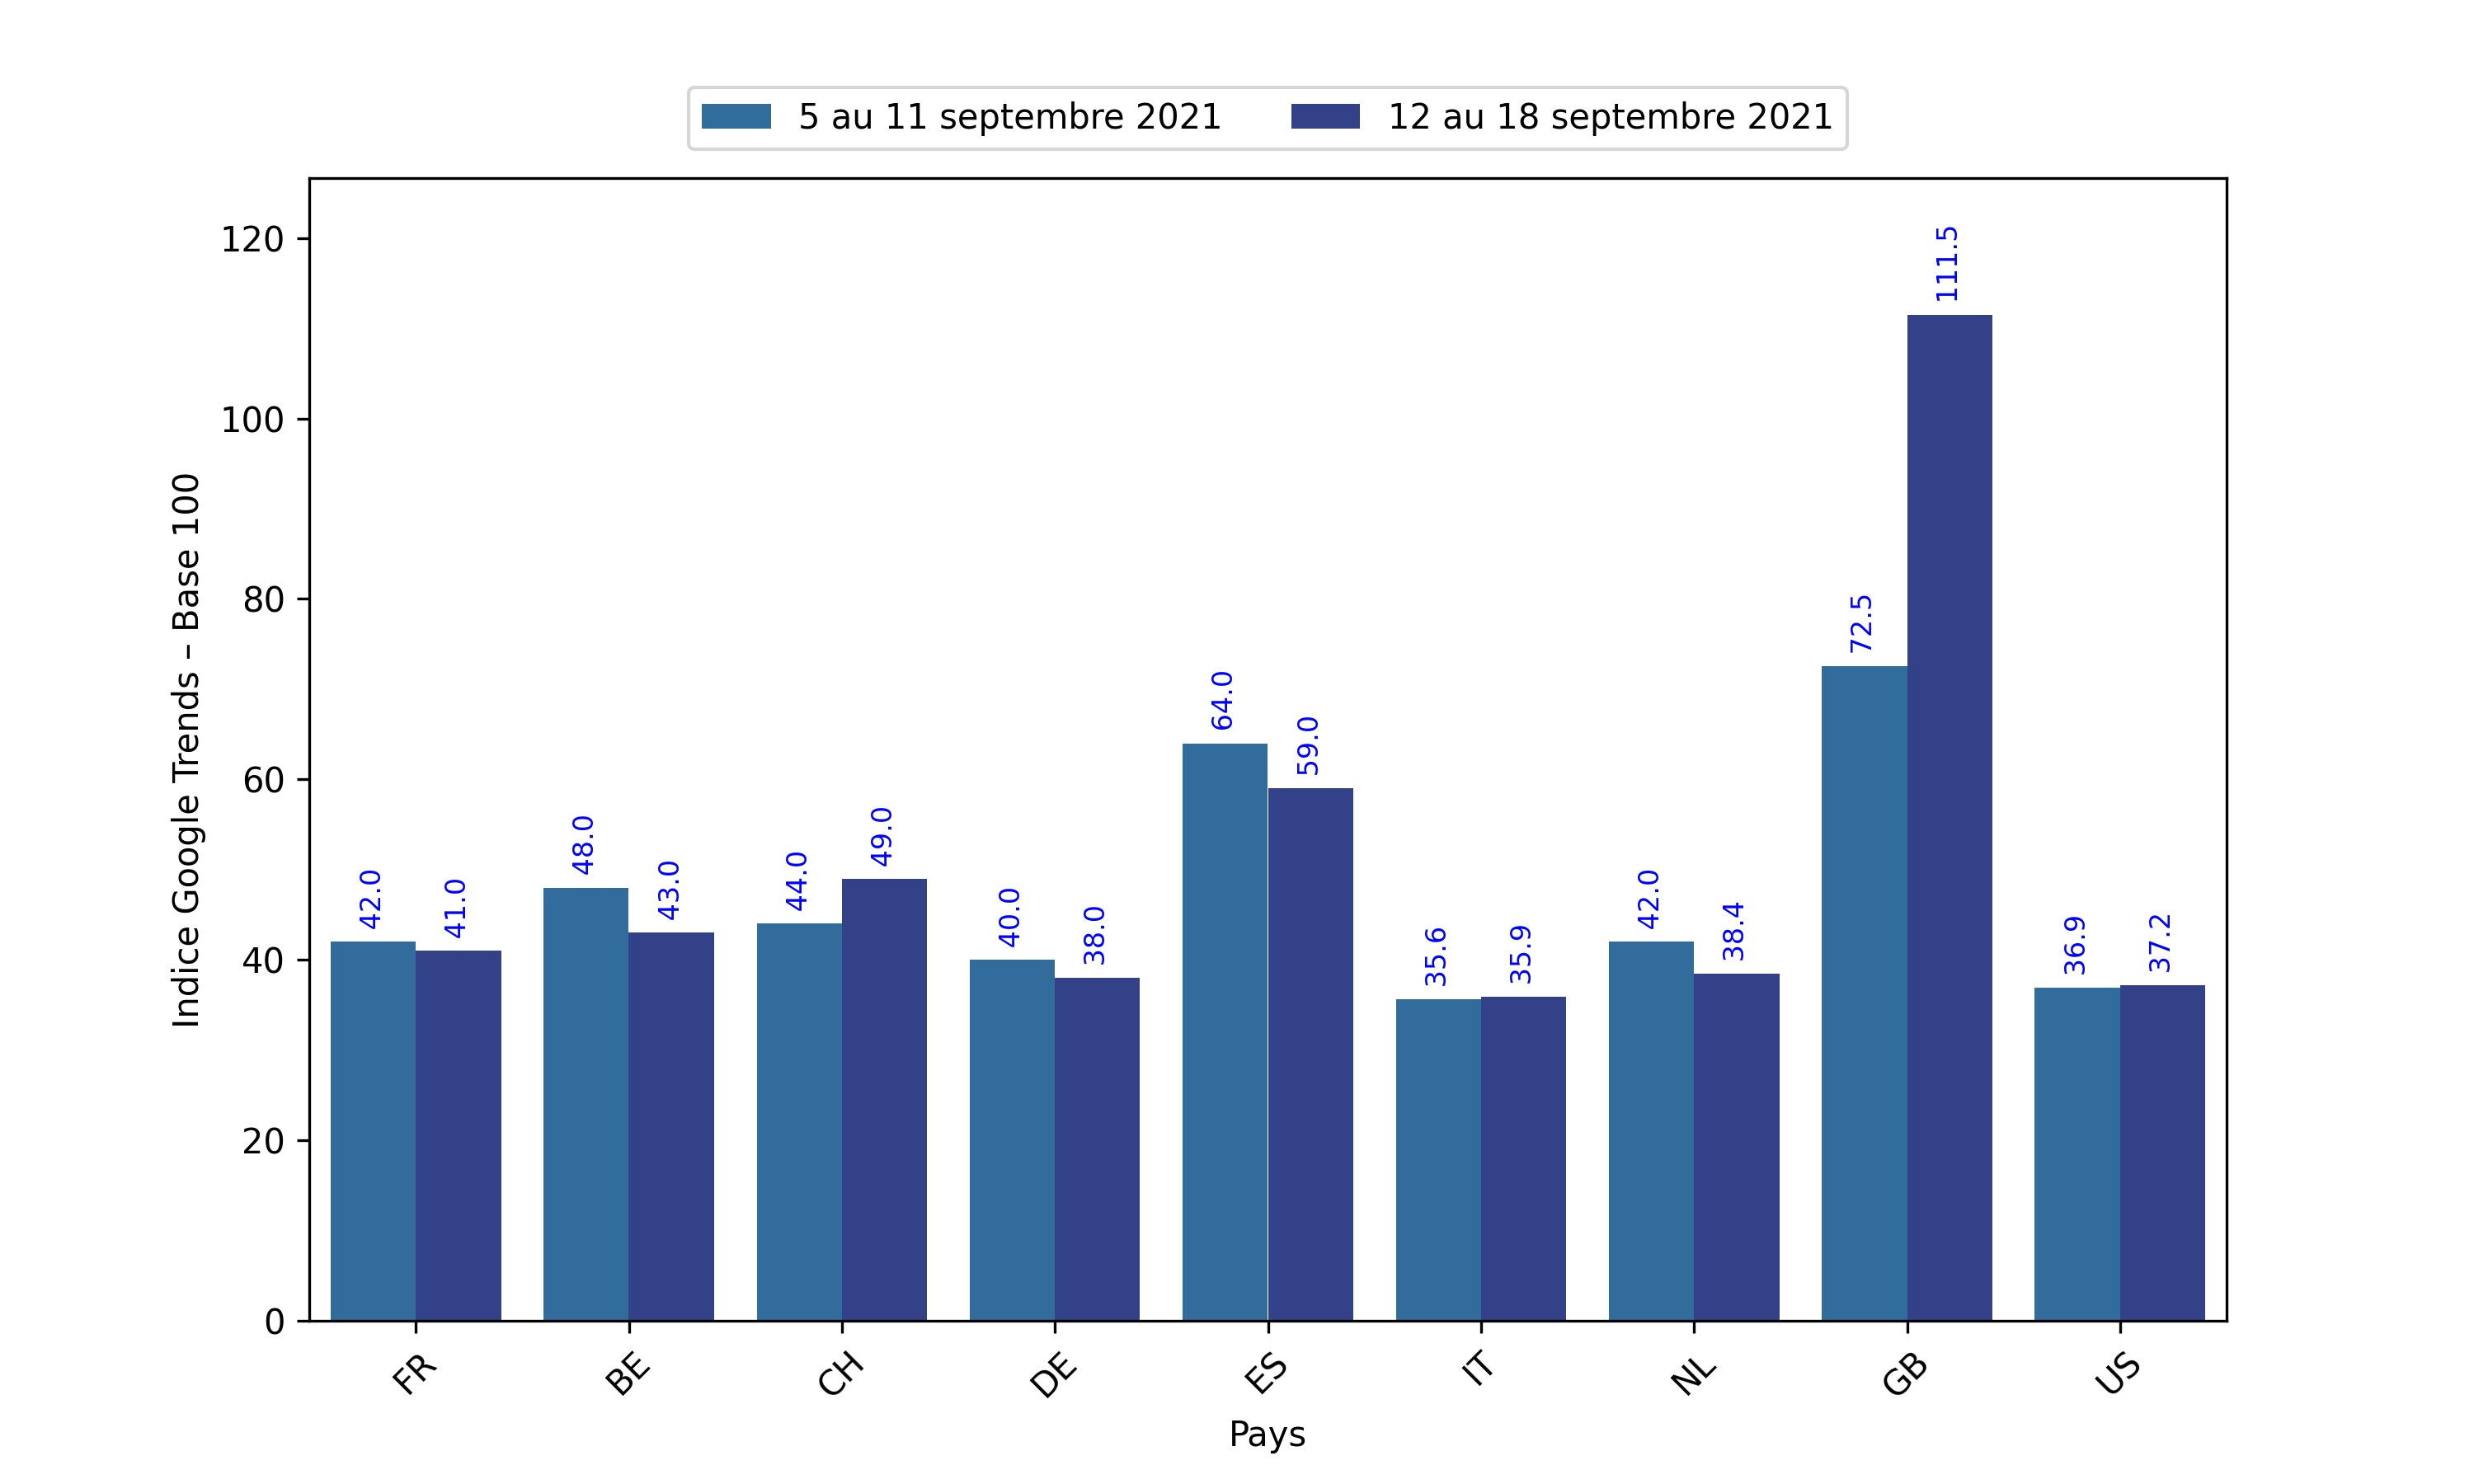 5 au 11 septembre 2021
12 au 18 septembre 2021
Indice Google Trends – Base 100
120
100
80
60
40
20
0
42.0
41.0
48.0
43.0
44.0
49.0
40.0
38.0
64.0
59.0
35.6
35.9
42.0
38.4
72.5
111.5
36.9
37.2
FR
BE
CH
DE
ES
IT
NL
GB
US
Pays